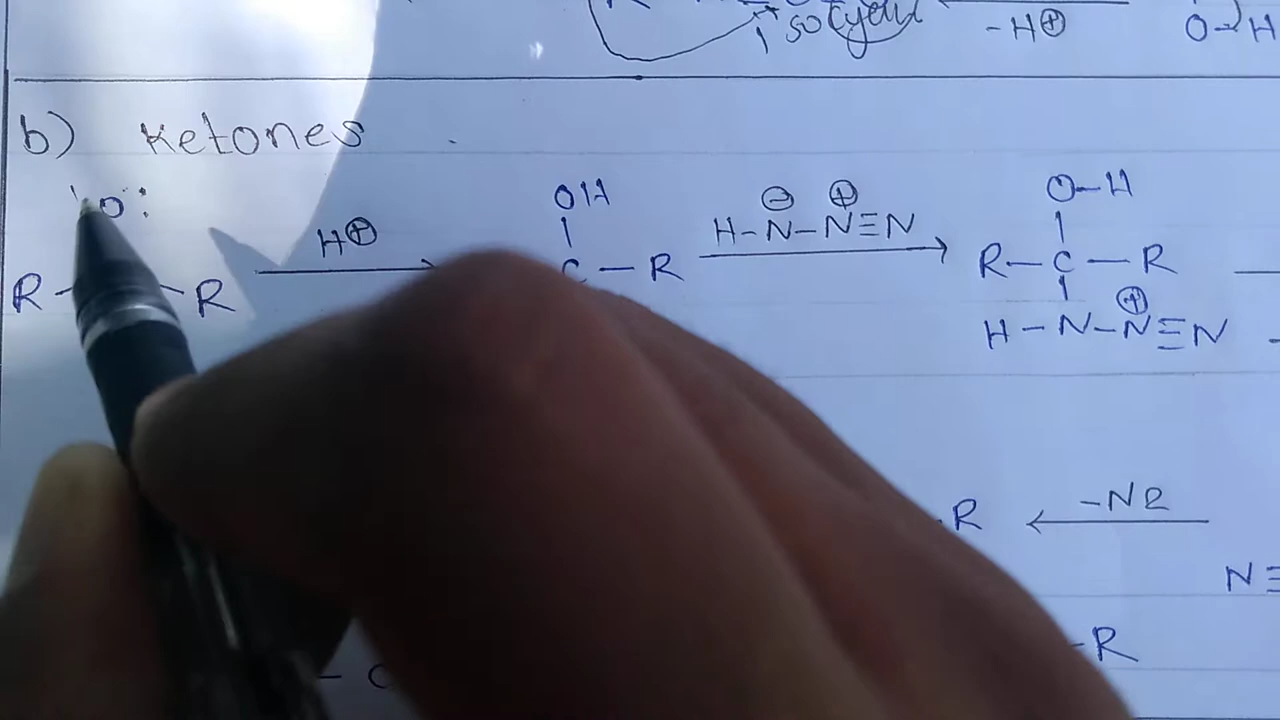 isocyan
-H⊕
O-H
b) Ketones
:O:
OH
H⊕
H-N⊖-N⊕≡N
O-H
R
R
C-R
R-C-R
H-N-N⊕≡N
R
-N2
N≡
-R
- C